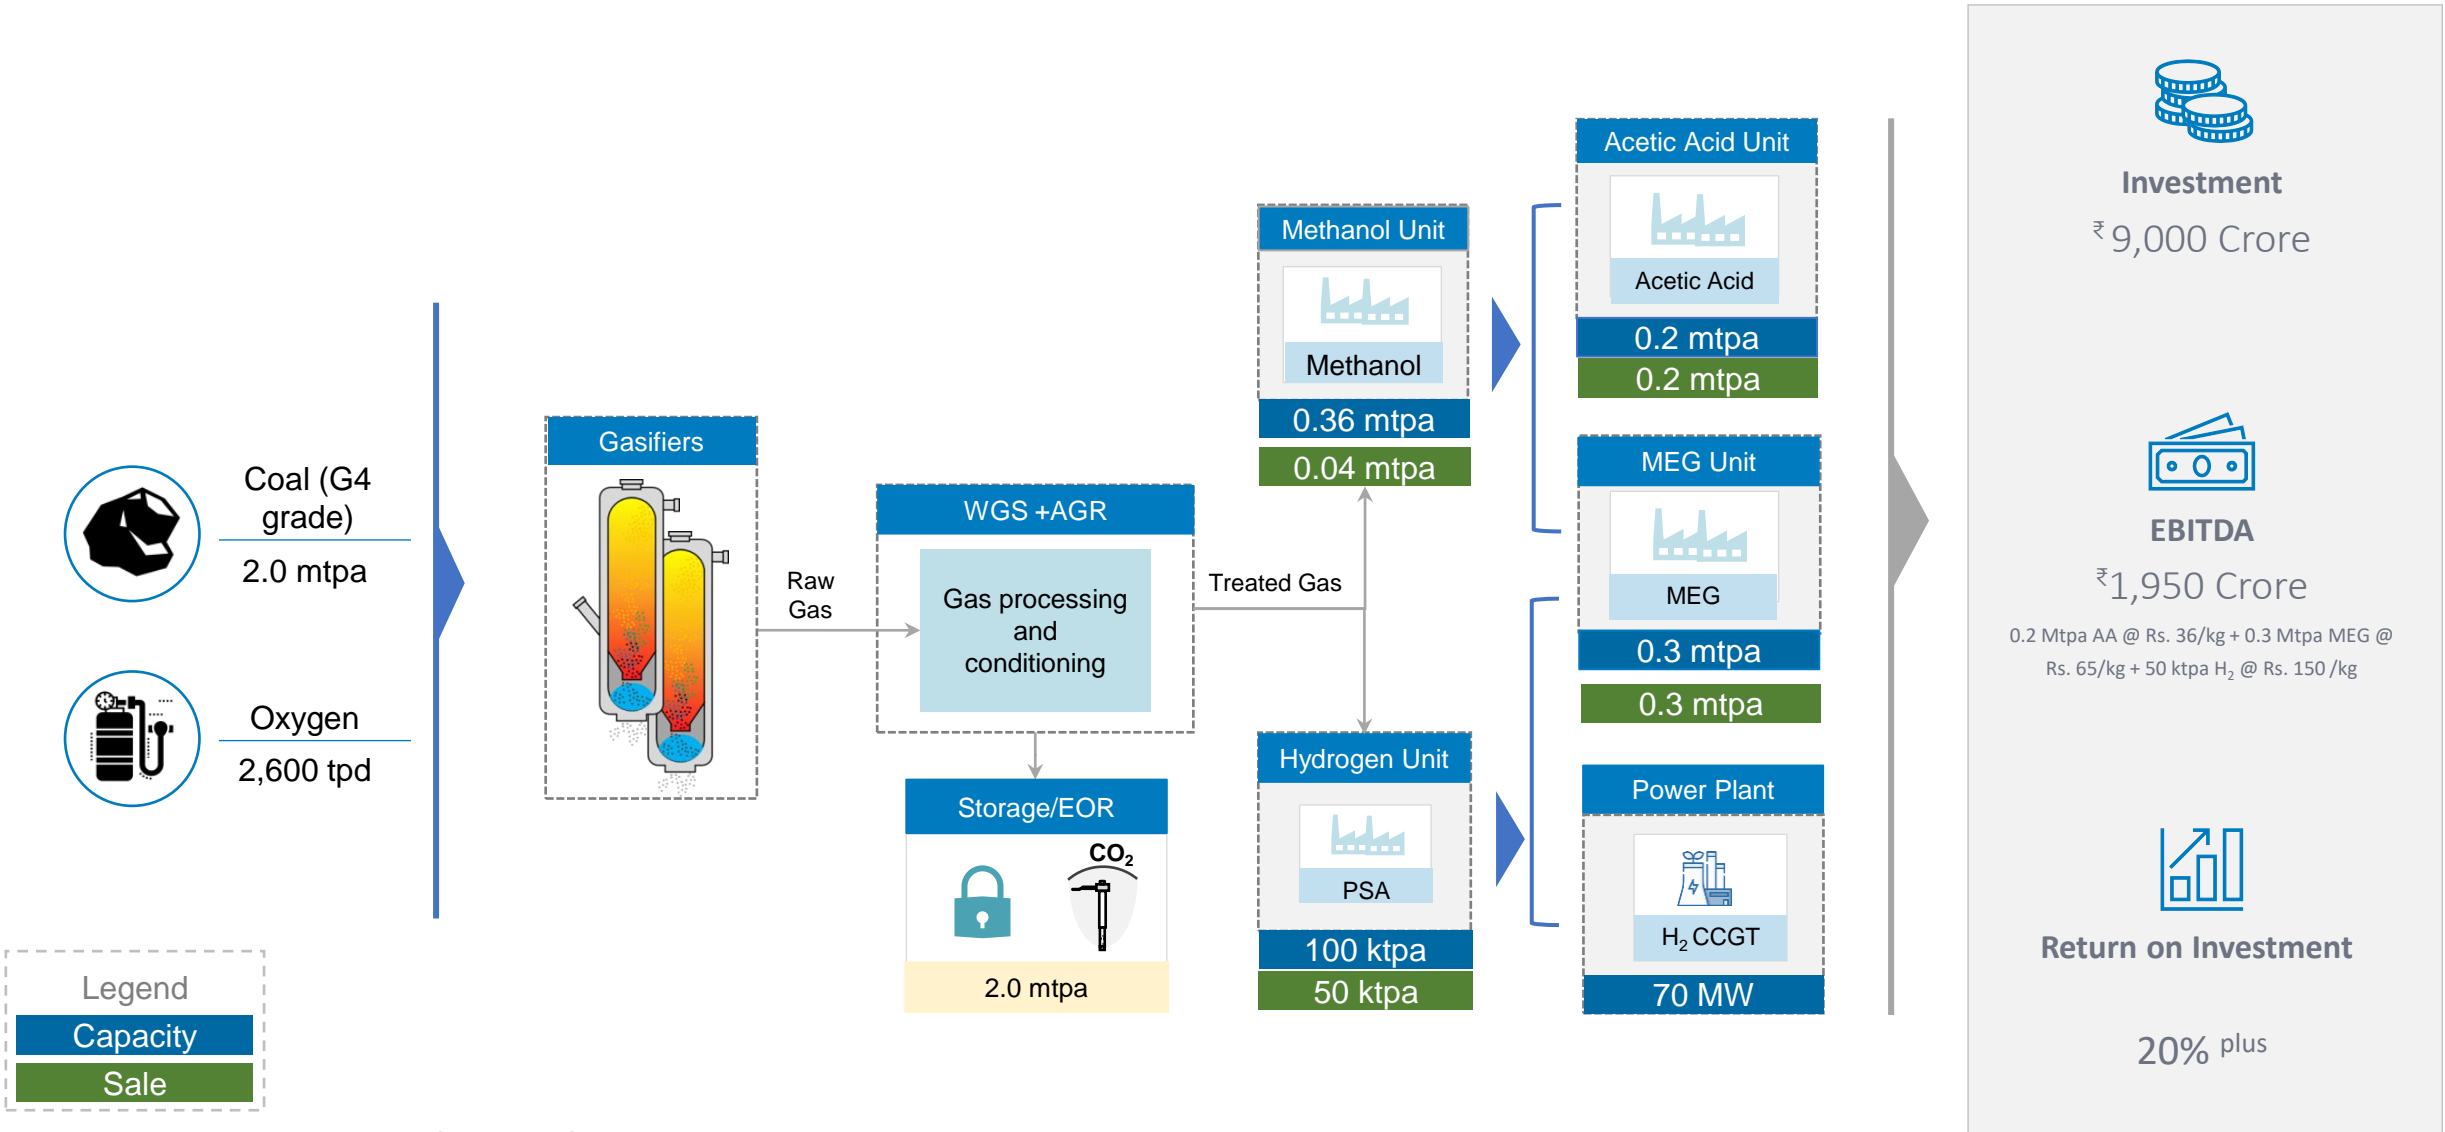 Coal (G4
grade)
2.0 mtpa
Oxygen
2,600 tpd
Legend
Capacity
Sale
Gasifiers
Raw
Gas
WGS +AGR
Gas processing
and
conditioning
Storage/EOR
CO2
2.0 mtpa
Treated Gas
Methanol Unit
Methanol
0.36 mtpa
0.04 mtpa
Hydrogen Unit
PSA
100 ktpa
50 ktpa
Acetic Acid Unit
Acetic Acid
0.2 mtpa
0.2 mtpa
MEG Unit
MEG
0.3 mtpa
0.3 mtpa
Power Plant
H2 CCGT
70 MW
Investment
₹ 9,000 Crore
EBITDA
₹1,950 Crore
0.2 Mtpa AA @ Rs. 36/kg + 0.3 Mtpa MEG @
Rs. 65/kg + 50 ktpa H2 @ Rs. 150 /kg
Return on Investment
20% plus